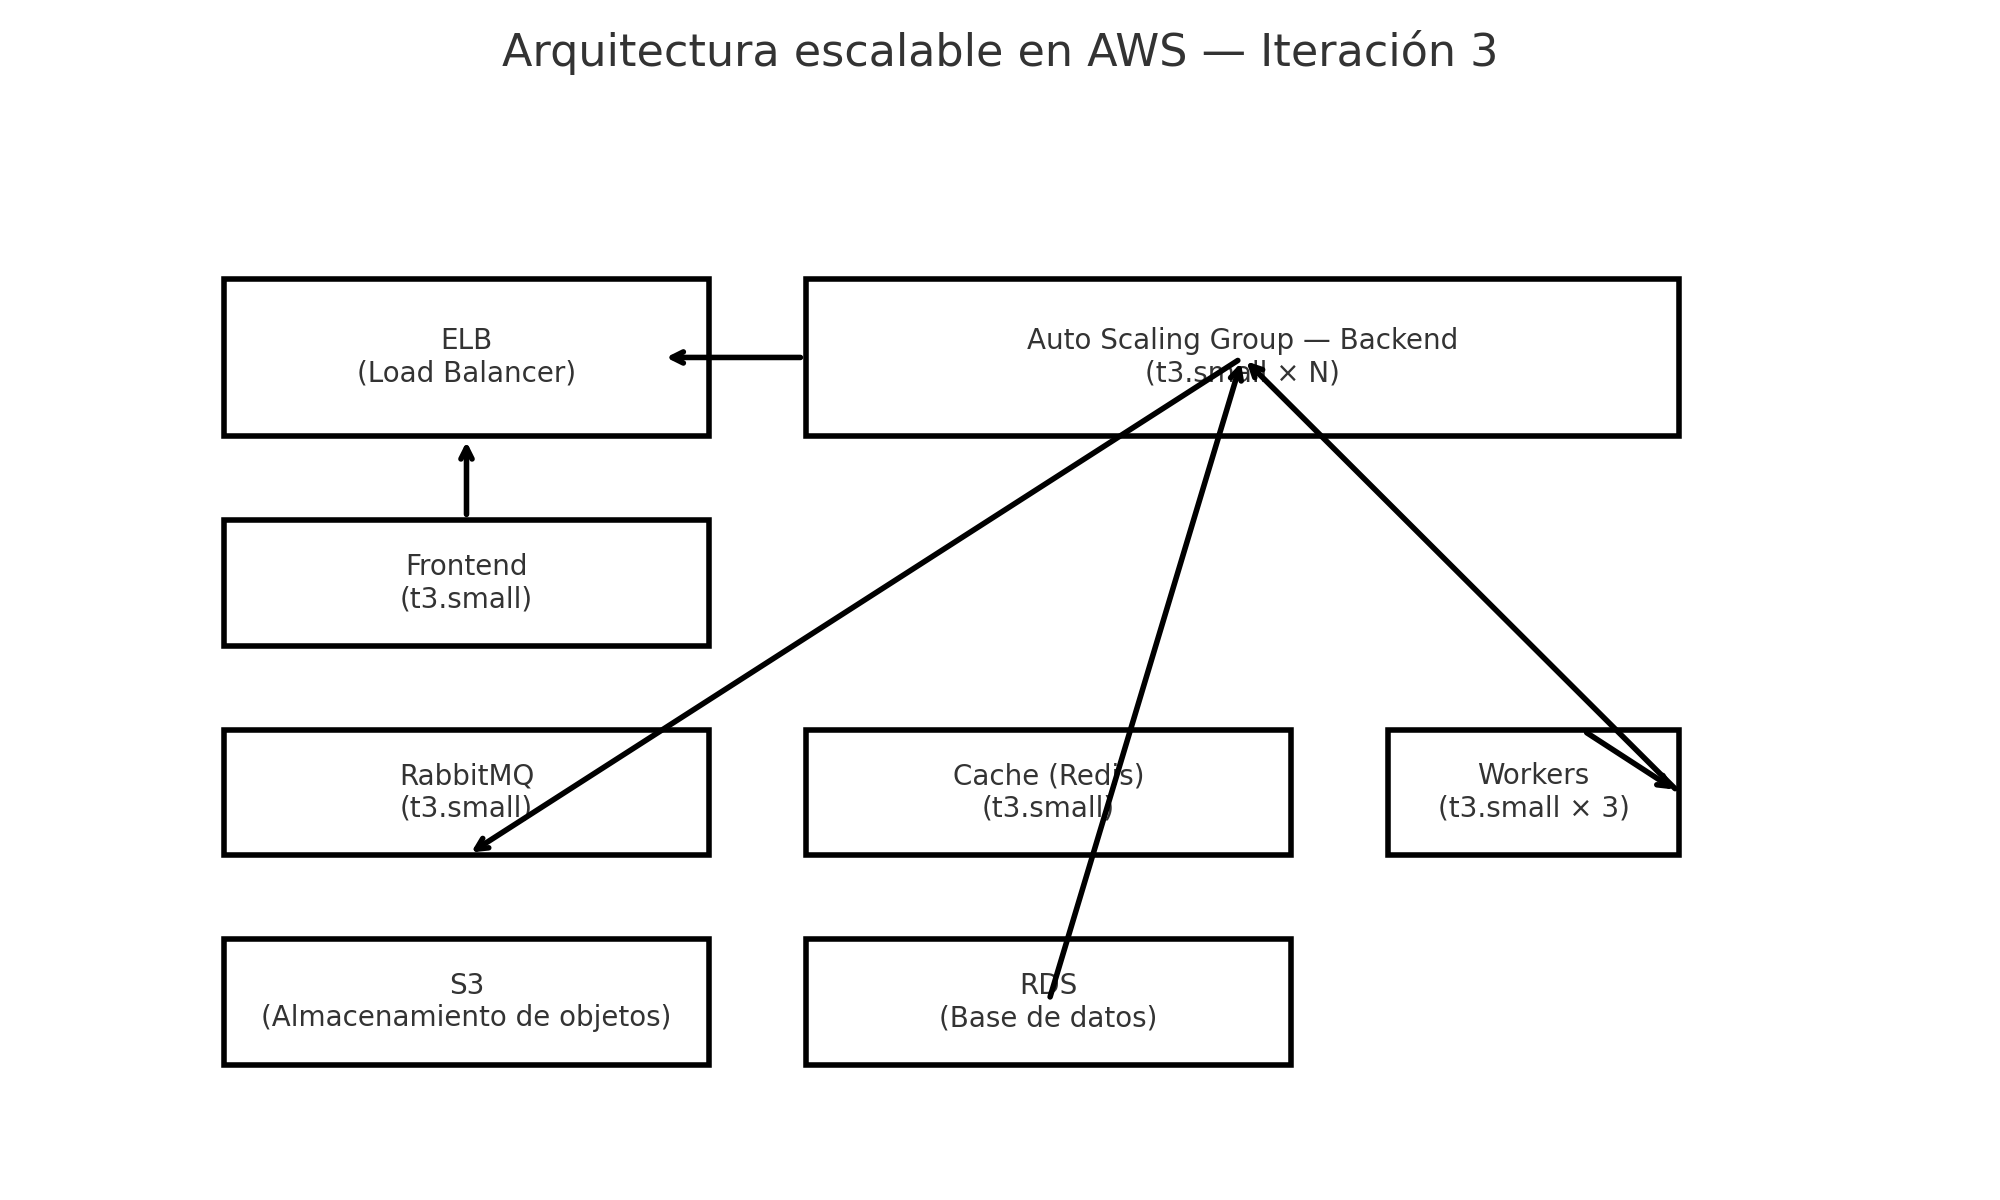 Arquitectura escalable en AWS — Iteración 3
ELB
(Load Balancer)
Auto Scaling Group — Backend
(t3.small × N)
Frontend
(t3.small)
RabbitMQ
(t3.small)
Cache (Redis)
(t3.small)
Workers
(t3.small × 3)
S3
(Almacenamiento de objetos)
RDS
(Base de datos)